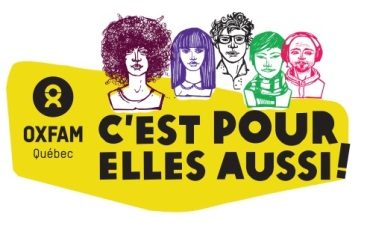 OXFAM
Québec
C'EST POUR
ELLES AUSSI!